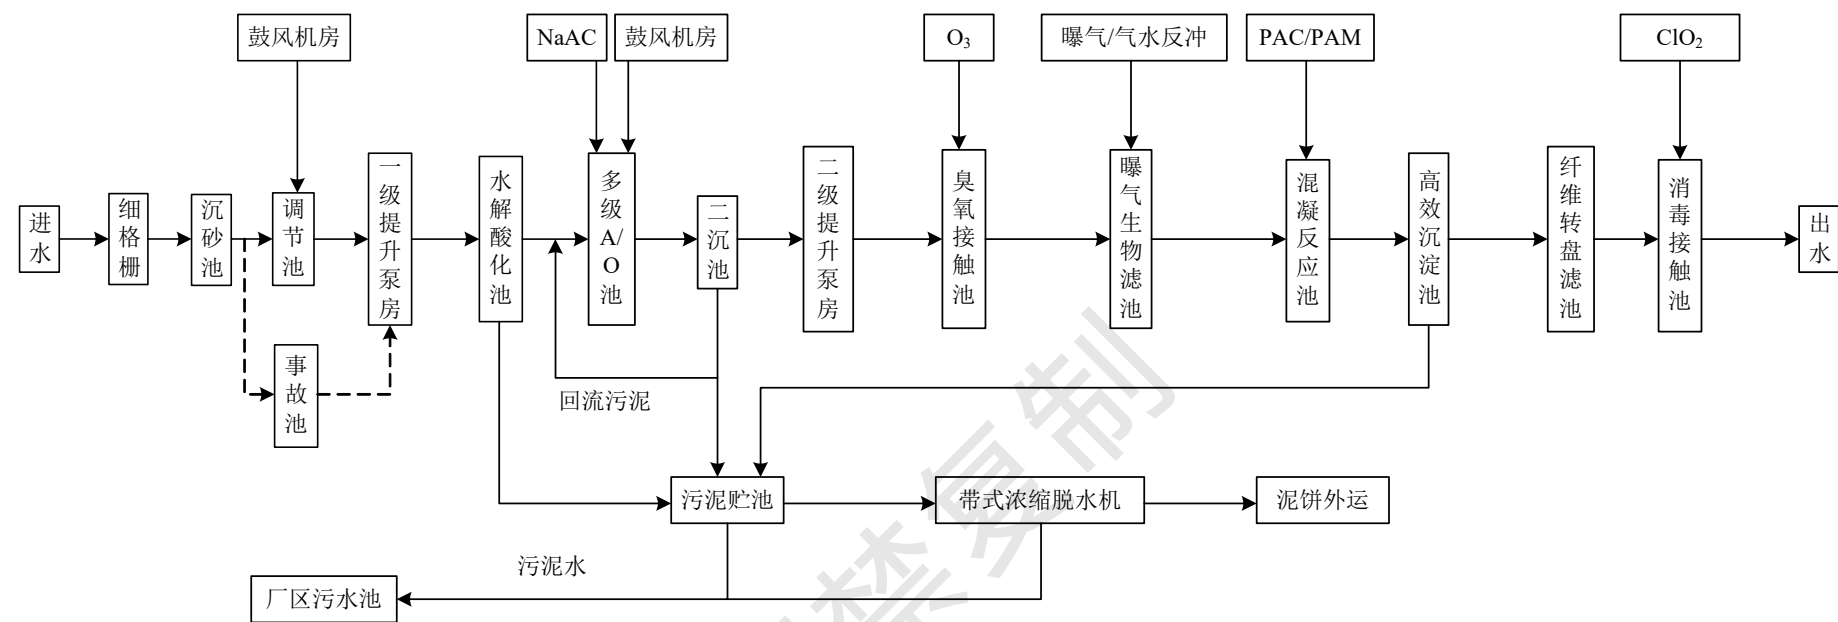 鼓风机房
NaAC
鼓风机房
O₃
曝气/气水反冲
PAC/PAM
ClO₂
进水
细格栅
沉砂池
调节池
一级提升泵房
水解酸化池
多级A/O池
二沉池
二级提升泵房
臭氧接触池
曝气生物滤池
混凝反应池
高效沉淀池
纤维转盘滤池
消毒接触池
出水
事故池
回流污泥
污泥贮池
带式浓缩脱水机
泥饼外运
污泥水
厂区污水池
禁复制